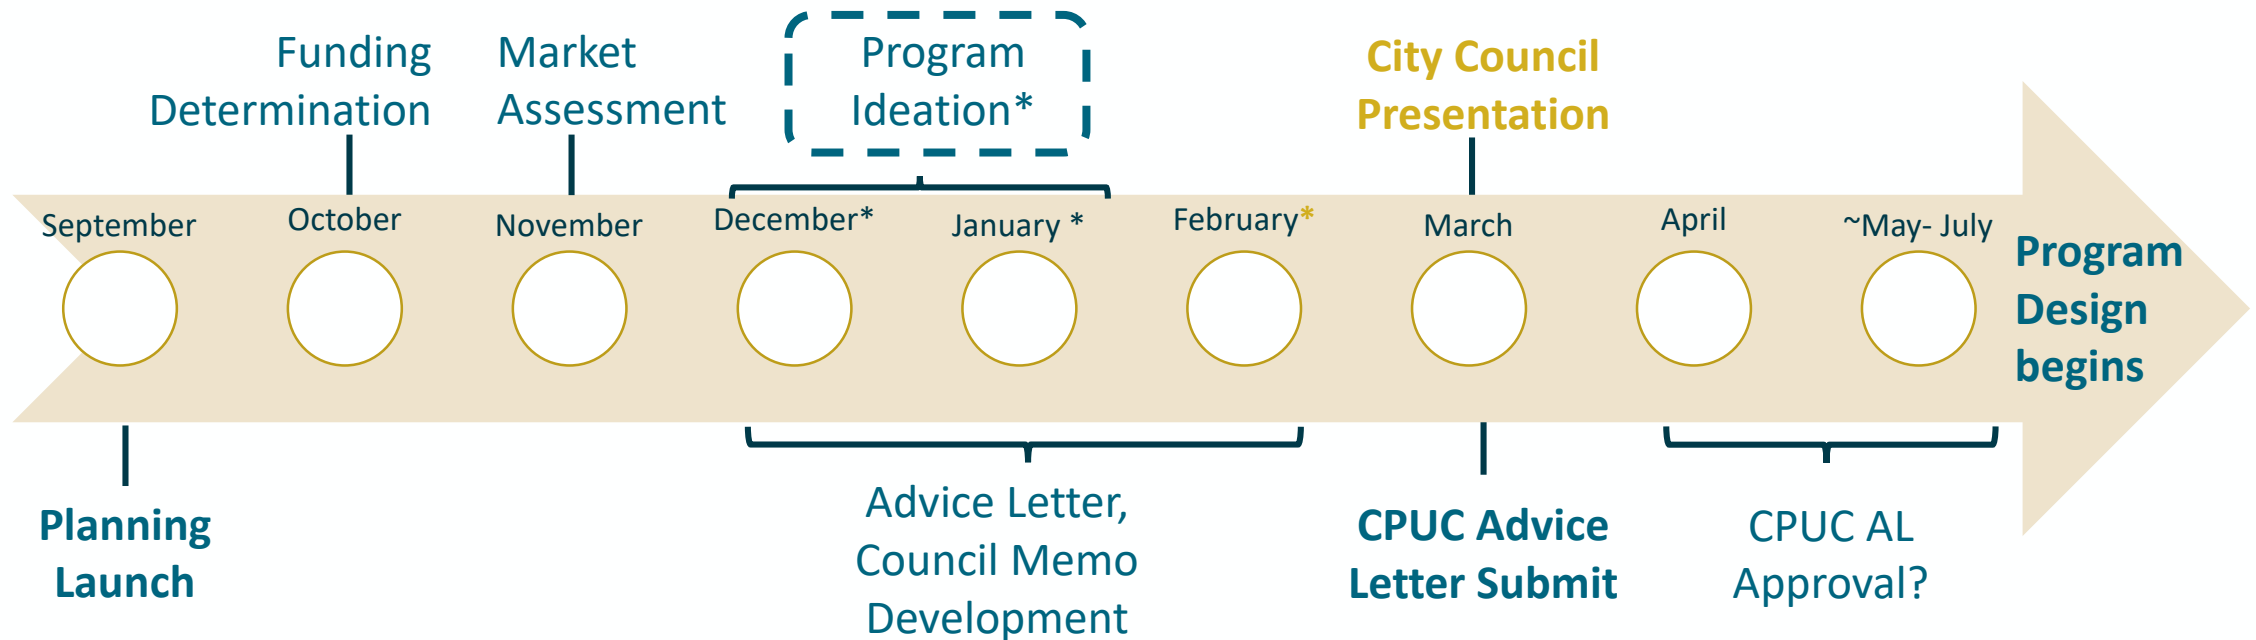 Funding
Determination
Market
Assessment
Program
Ideation*
City Council
Presentation
September
October
November
December*
January *
February*
March
April
~May- July
Program
Design
begins
Planning
Launch
Advice Letter,
Council Memo
Development
CPUC Advice
Letter Submit
CPUC AL
Approval?